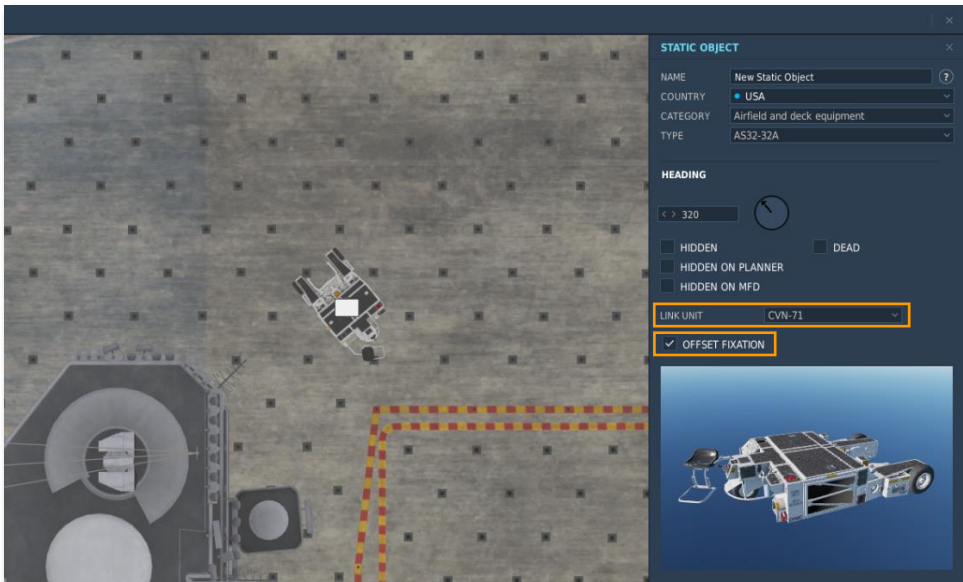 STATIC OBJECT
NAME New Static Object ?
COUNTRY USA
CATEGORY Airfield and deck equipment
TYPE AS32-32A
HEADING
< > 320
HIDDEN DEAD
HIDDEN ON PLANNER
HIDDEN ON MFD
LINK UNIT CVN-71
OFFSET FIXATION